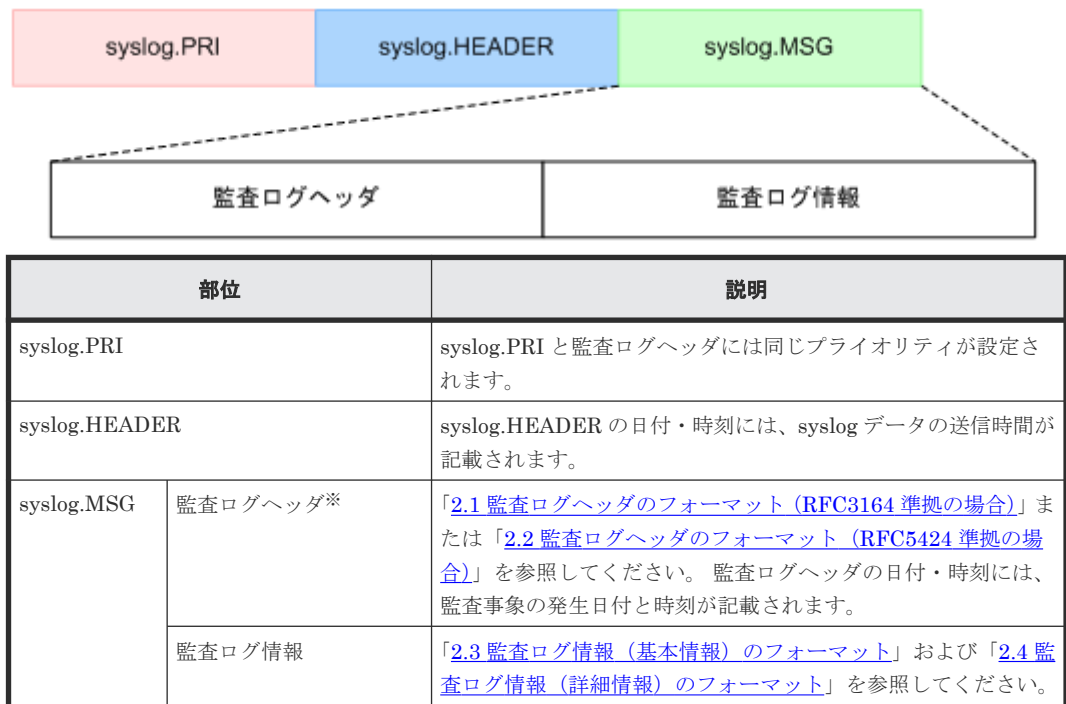 syslog.PRI syslog.HEADER syslog.MSG
監査ログヘッダ 監査ログ情報
部位 説明
syslog.PRI syslog.PRI と監査ログヘッダには同じプライオリティが設定さ
れます。
syslog.HEADER syslog.HEADER の日付・時刻には、syslog データの送信時間が
記載されます。
syslog.MSG 監査ログヘッダ※ 「2.1 監査ログヘッダのフォーマット (RFC3164 準拠の場合)」ま
たは「2.2 監査ログヘッダのフォーマット（RFC5424 準拠の場
合)」を参照してください。 監査ログヘッダの日付・時刻には、
監査事象の発生日付と時刻が記載されます。
監査ログ情報 「2.3 監査ログ情報（基本情報）のフォーマット」および「2.4 監
査ログ情報（詳細情報）のフォーマット」を参照してください。